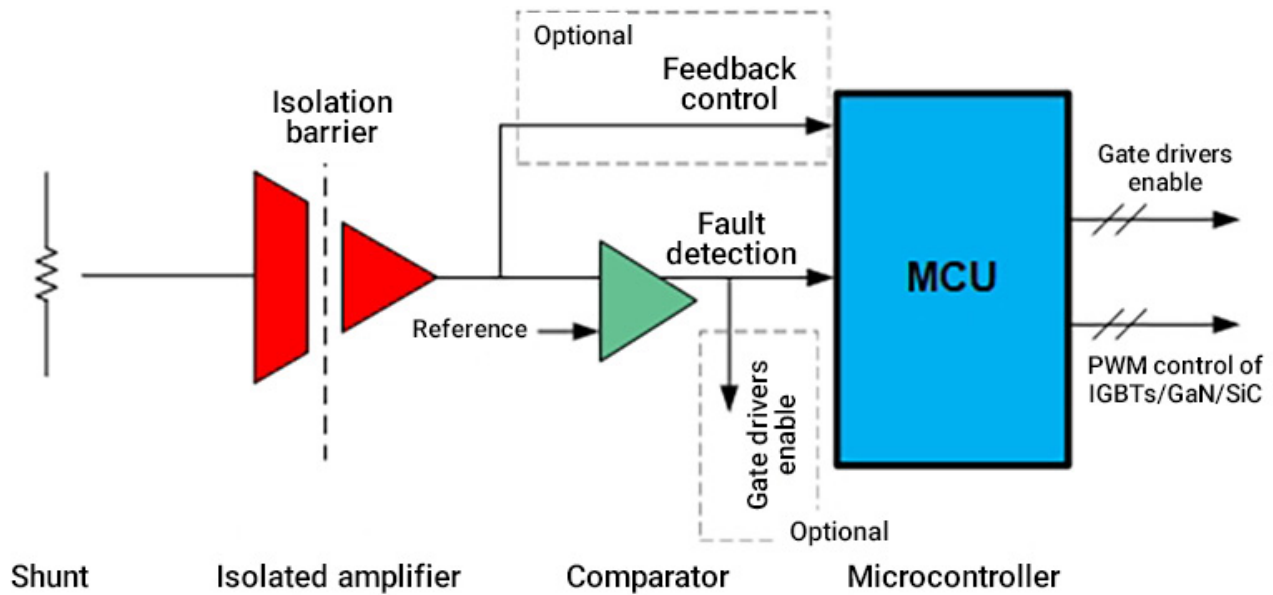 Optional
Feedback
control
Isolation
barrier
Gate drivers
enable
Fault
detection
MCU
Reference
PWM control of
IGBTs/GaN/SiC
Gate drivers
enable
Optional
Shunt
Isolated amplifier
Comparator
Microcontroller